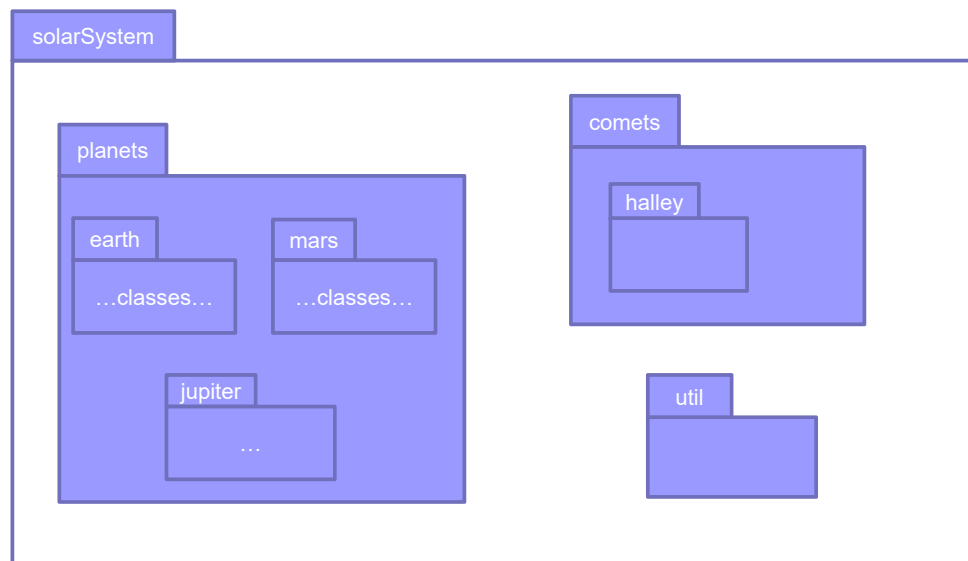 solarSystem
planets
earth
…classes…
mars
…classes…
jupiter
…
comets
halley
util